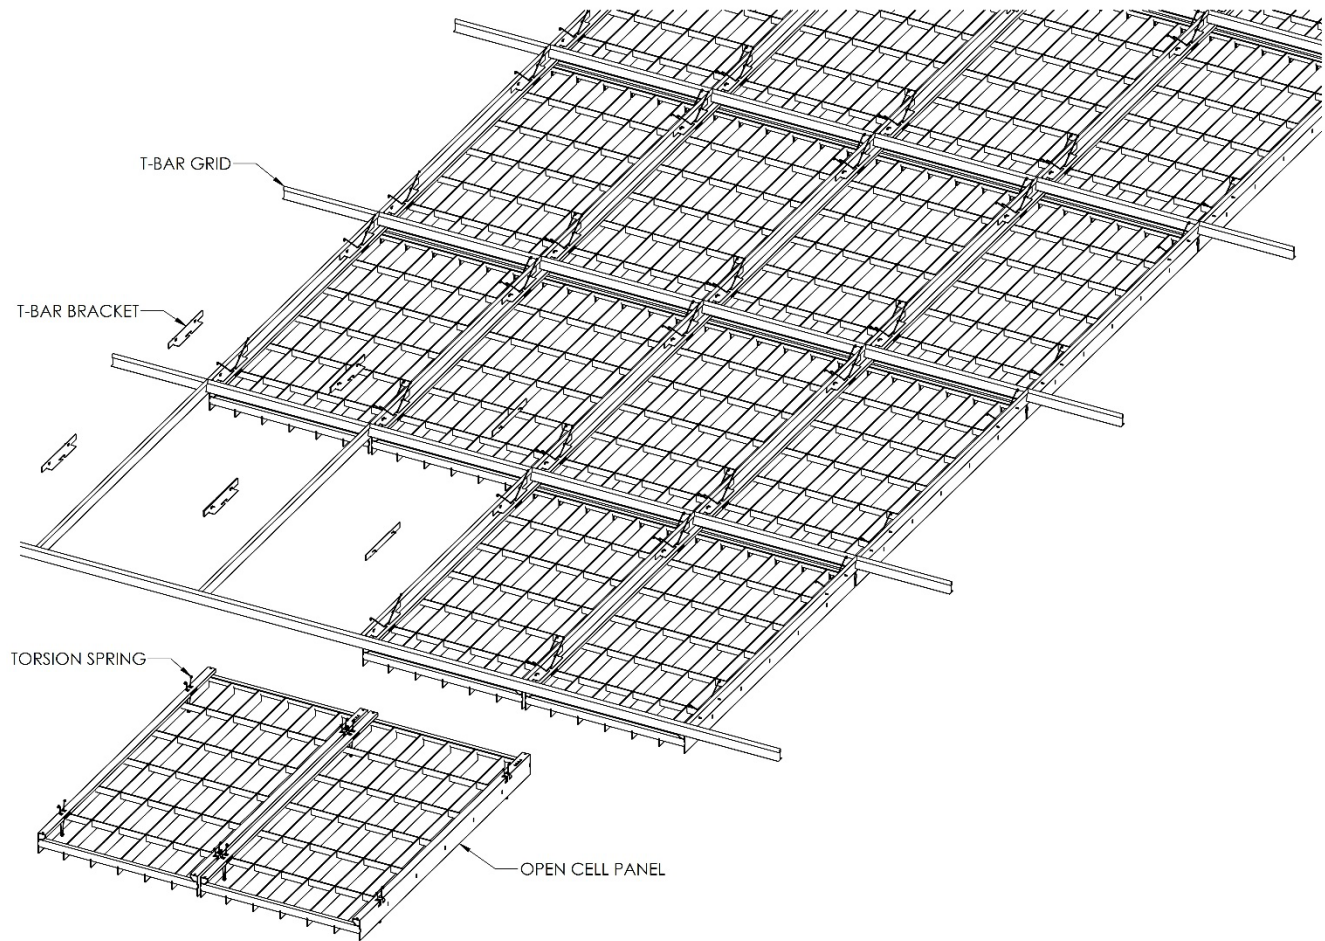 T-BAR GRID
T-BAR BRACKET
TORSION SPRING
OPEN CELL PANEL